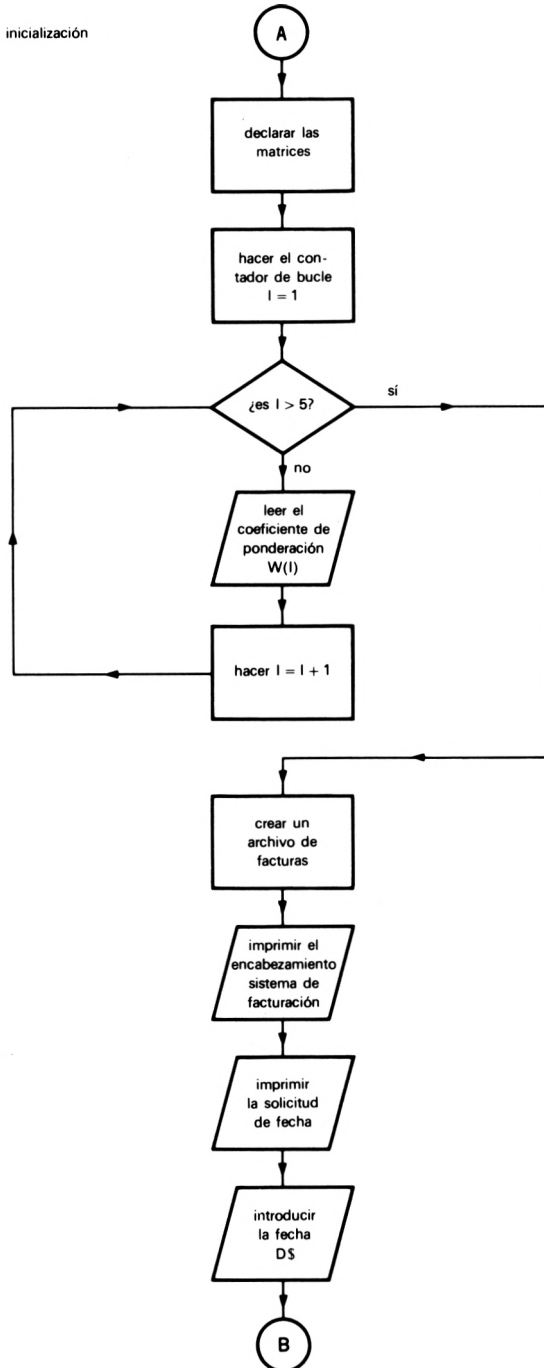 inicialización
A
declarar las
matrices
hacer el con-
tador de bucle
I = 1
¿es I > 5?
sí
no
leer el
coeficiente de
ponderación
W(I)
hacer I = I + 1
crear un
archivo de
facturas
imprimir el
encabezamiento
sistema de
facturación
imprimir
la solicitud
de fecha
introducir
la fecha
D$
B